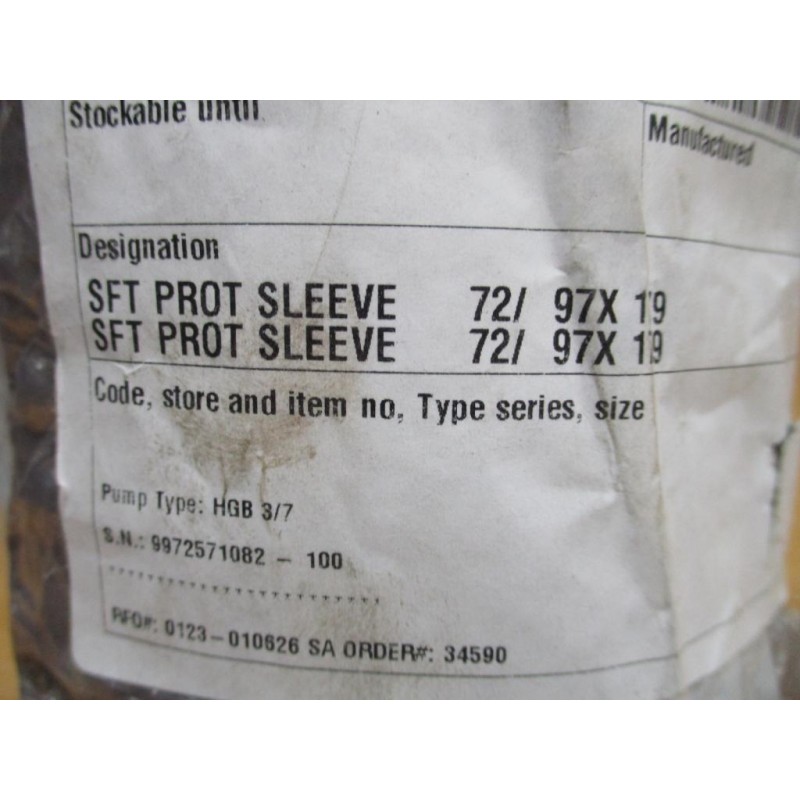 Stockable until
Manufactured
Designation
SFT PROT SLEEVE 72/ 97X 19
SFT PROT SLEEVE 72/ 97X 19
Code, store and item no, Type series, size
Pump Type: HGB 3/7
S.N.: 9972571082 - 100
RFQ#: 0123-010626 SA ORDER#: 34590